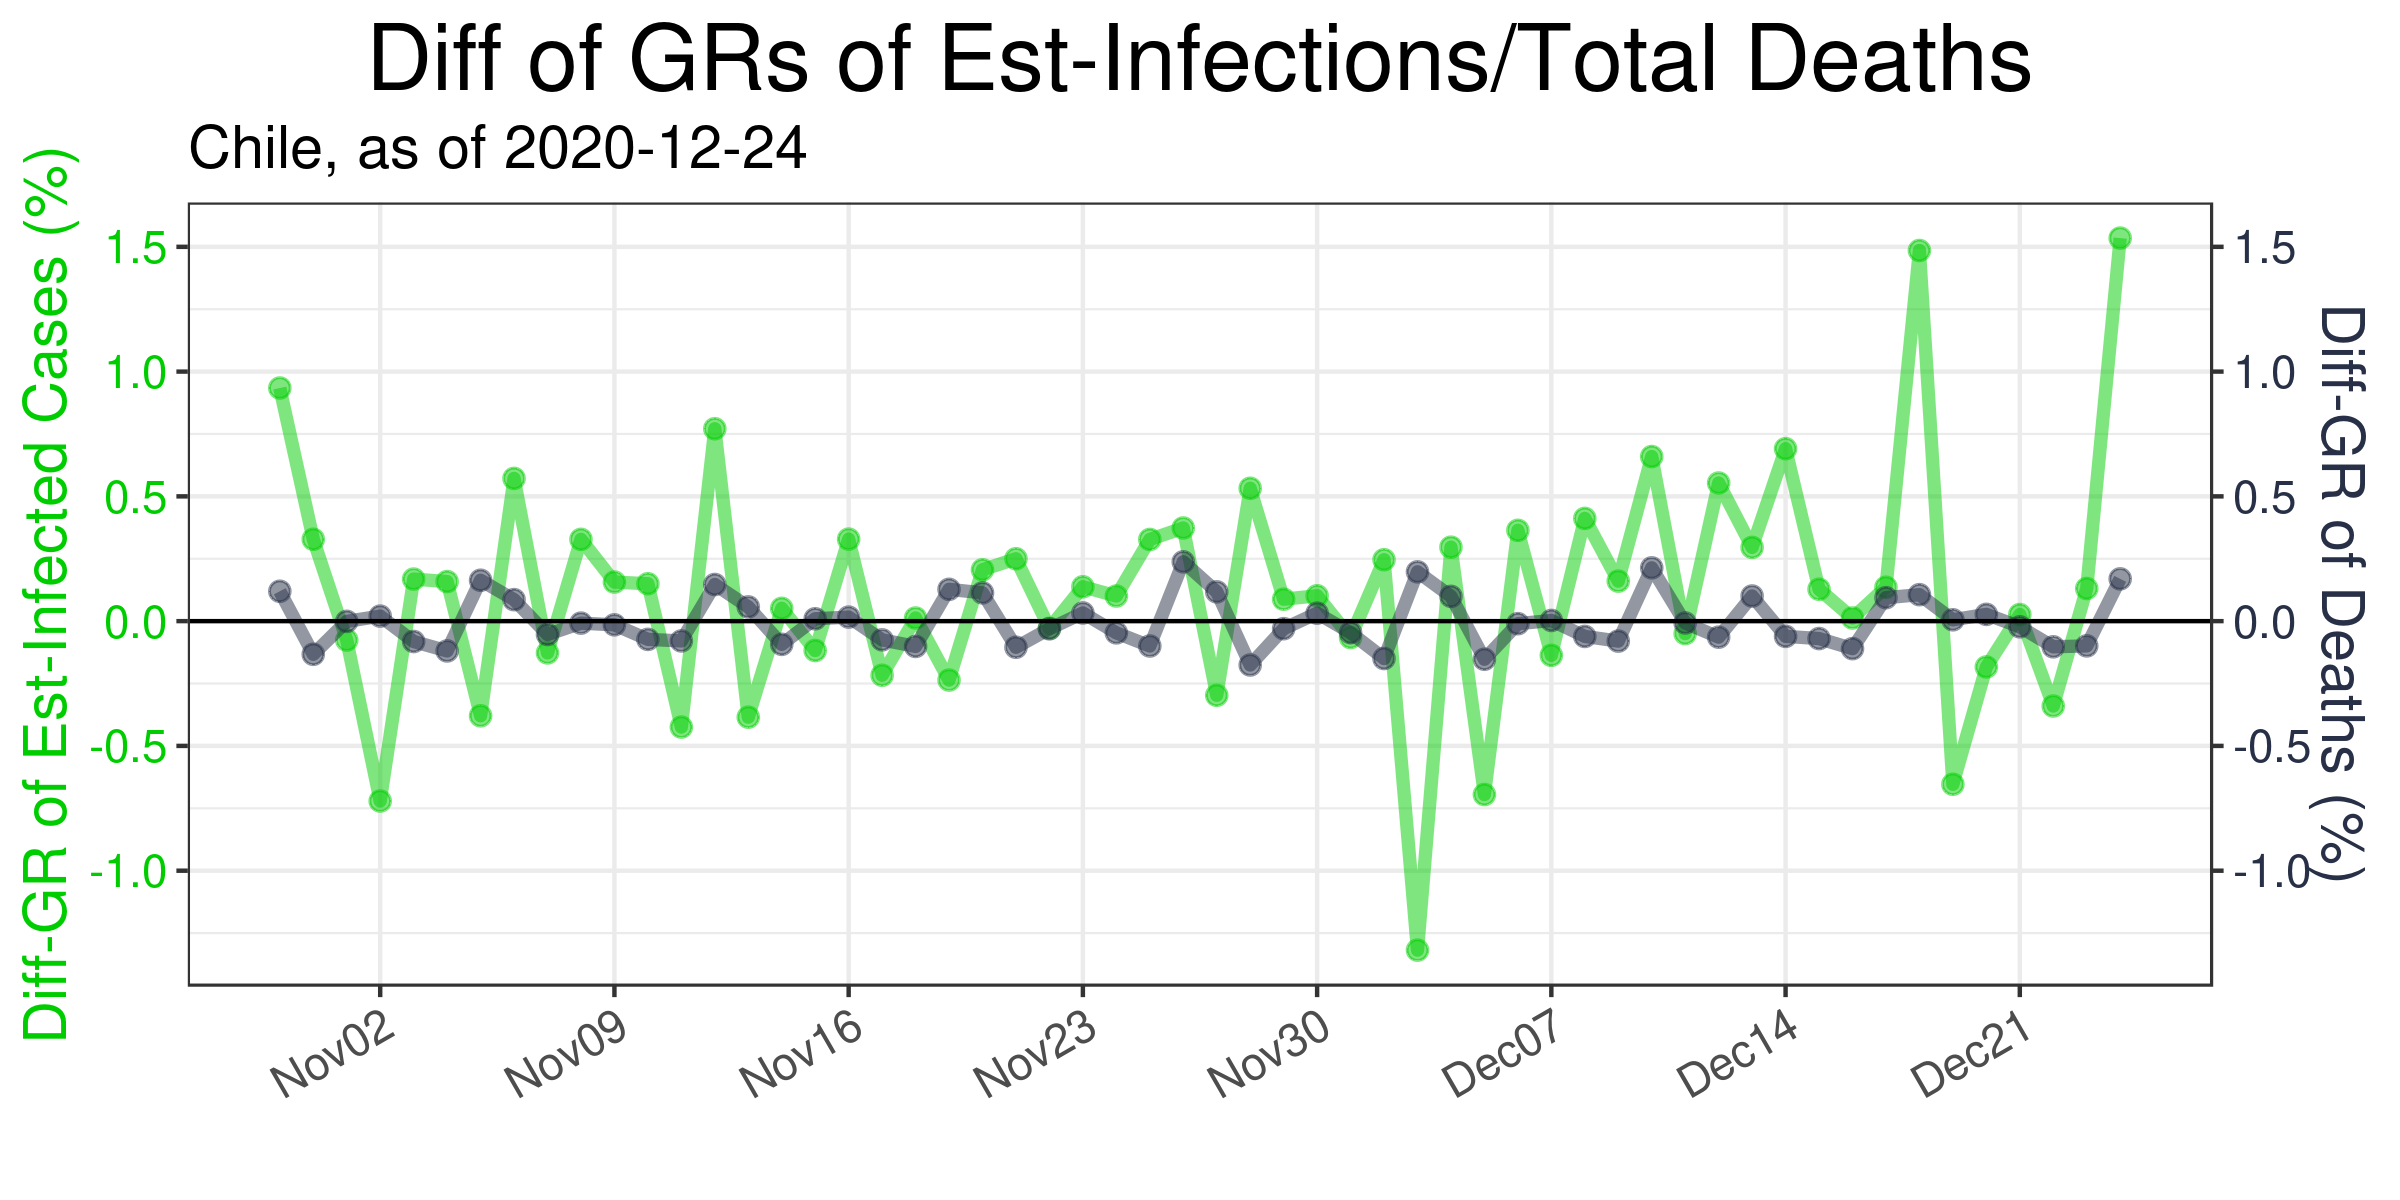 Diff of GRs of Est-Infections/Total Deaths
Chile, as of 2020-12-24
Diff-GR of Est-Infected Cases (%)
1.5
1.0
0.5
0.0
-0.5
-1.0
1.5
1.0
0.5
0.0
-0.5
-1.0
Diff-GR of Deaths (%)
Nov02
Nov09
Nov16
Nov23
Nov30
Dec07
Dec14
Dec21